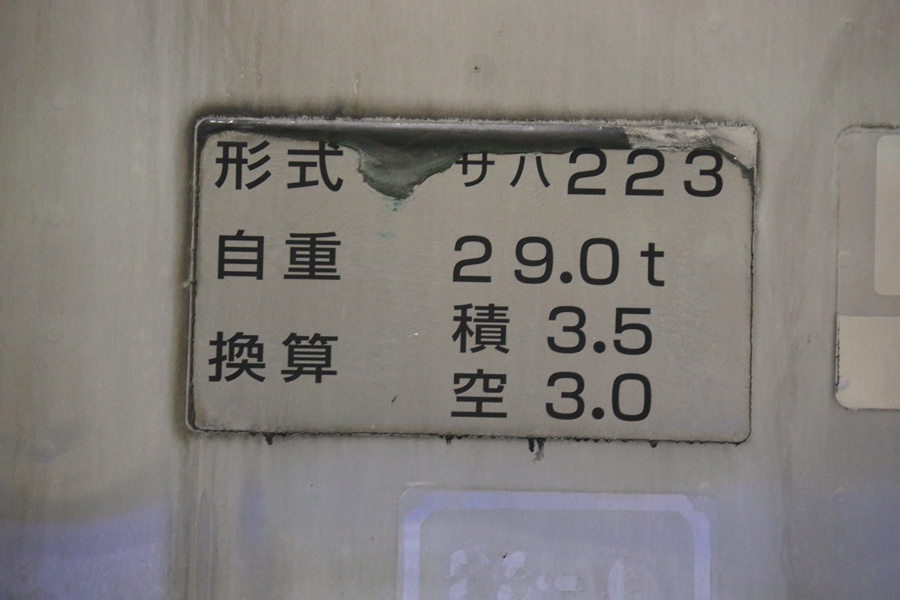 形式 サハ223
自重 29.0t
換算 積 3.5
空 3.0